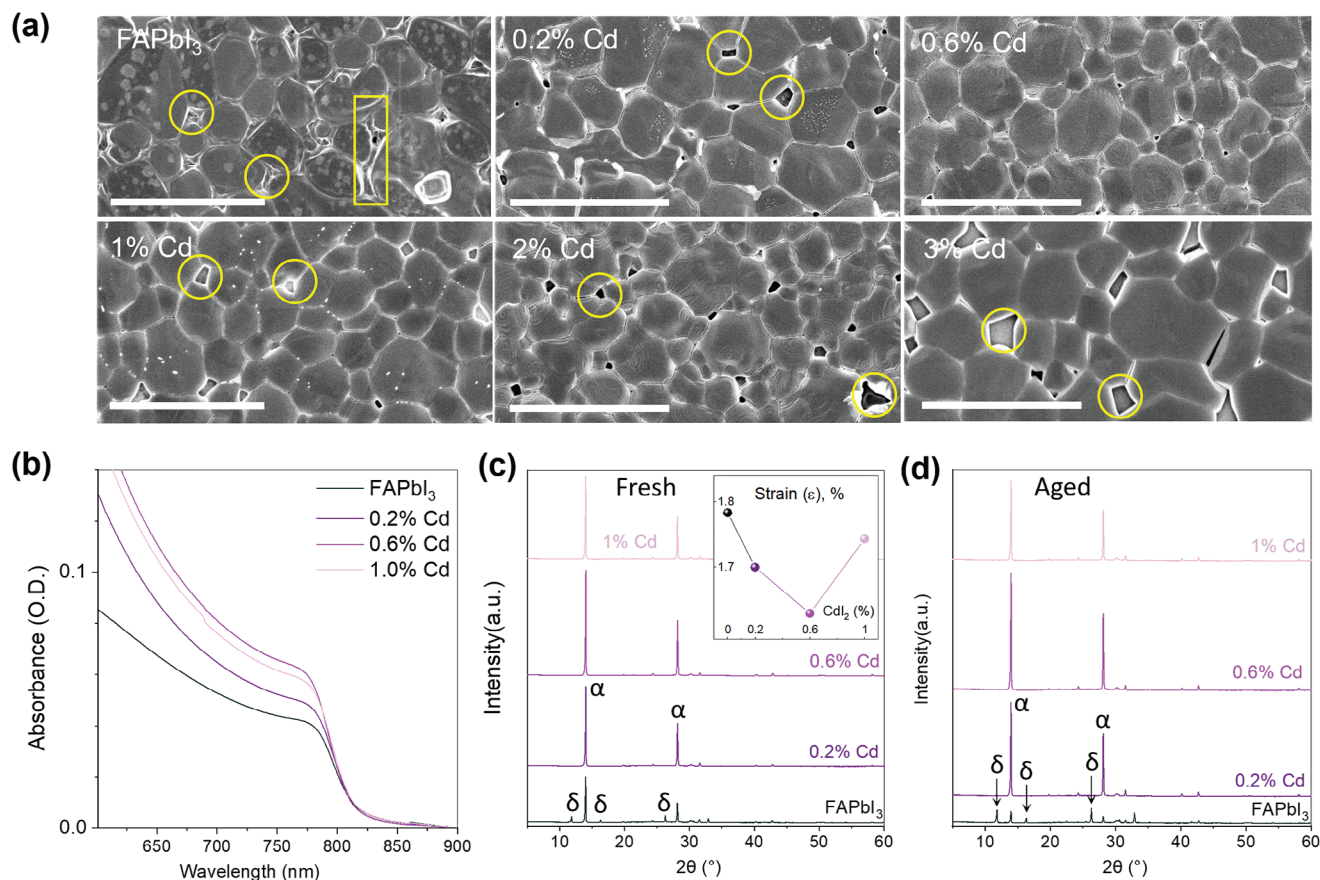 (a)
FAPbI3
0.2% Cd
0.6% Cd
1% Cd
2% Cd
3% Cd
(b)
0.1
0.0
Absorbance (O.D.)
FAPbI3
0.2% Cd
0.6% Cd
1.0% Cd
650 700 750 800 850 900
Wavelength (nm)
(c)
Fresh
Intensity(a.u.)
1% Cd
Strain (ε), %
1.8
1.7
CdI2 (%)
0 0.2 0.6 1
0.6% Cd
α
α
0.2% Cd
δ δ δ
FAPbI3
10 20 30 40 50 60
2θ (°)
(d)
Aged
Intensity(a.u.)
1% Cd
0.6% Cd
α
α
0.2% Cd
δ δ δ
FAPbI3
10 20 30 40 50 60
2θ (°)